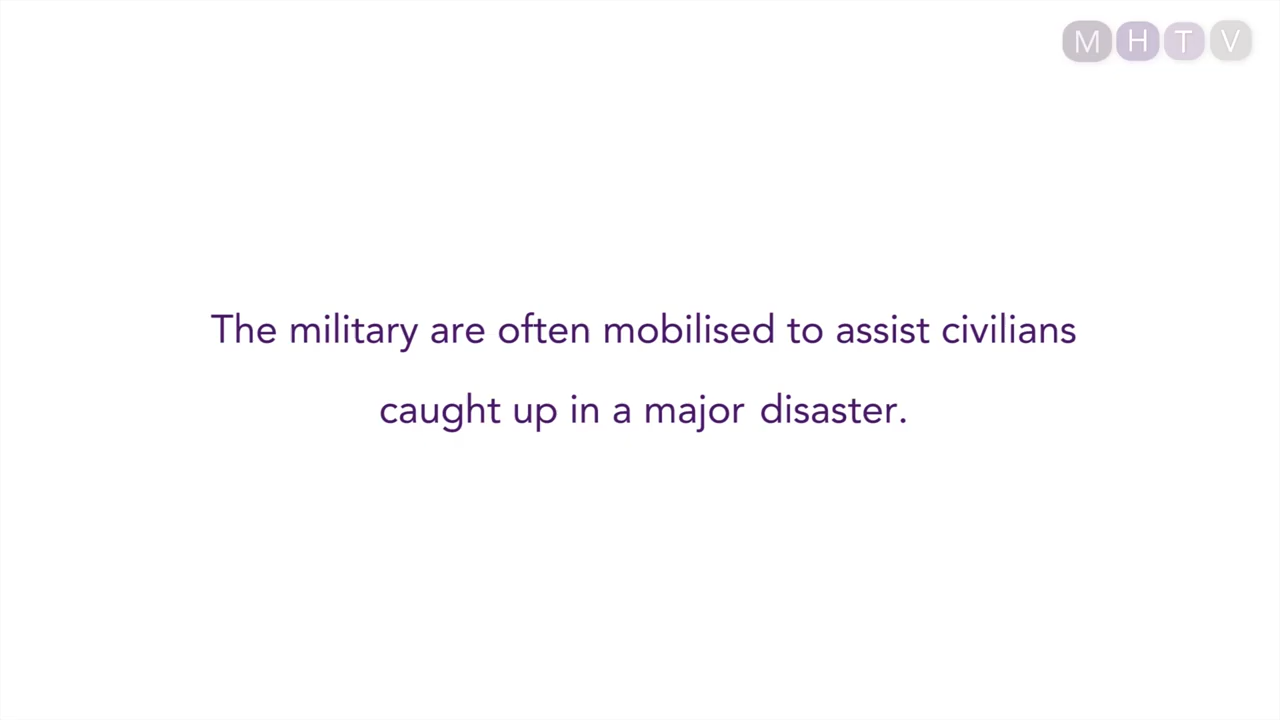 M H T V
The military are often mobilised to assist civilians
caught up in a major disaster.